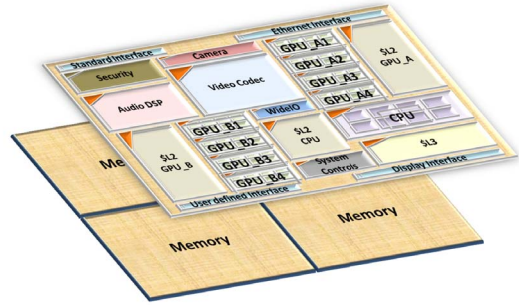 Standard Interface
Camera
Ethernet Interface
Security
Audio DSP
Video Codec
GPU_A1
GPU_A2
GPU_A3
GPU_A4
$L2
GPU_A
WideIO
CPU
$L2
GPU_B
GPU_B1
GPU_B2
GPU_B3
GPU_B4
$L2
CPU
System
Controls
$L3
Display Interface
User defined Interface
Me
Memory
Memory